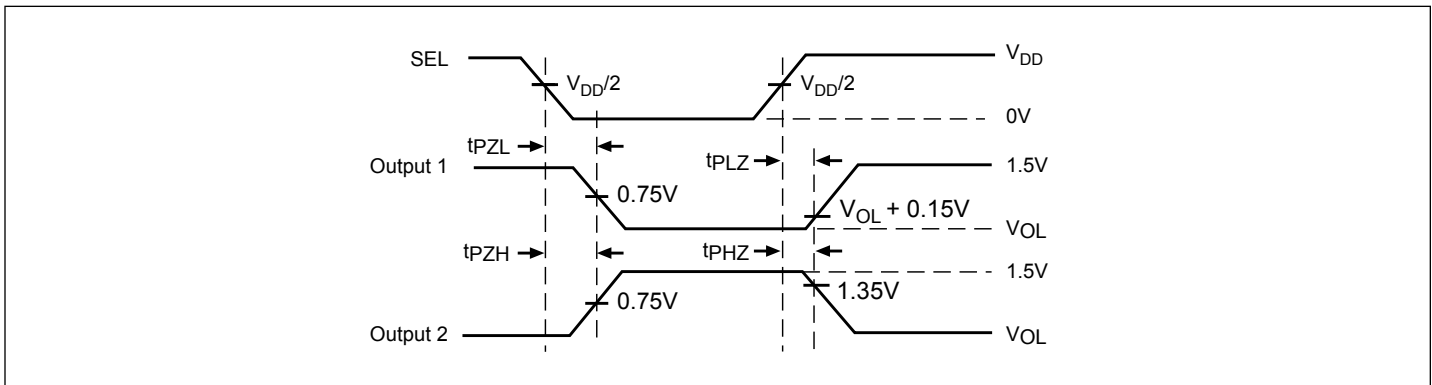 SEL
VDD/2
VDD/2
VDD
0V
tPZL
tPLZ
Output 1
1.5V
0.75V
VOL + 0.15V
VOL
tPZH
tPHZ
1.5V
0.75V
1.35V
Output 2
VOL